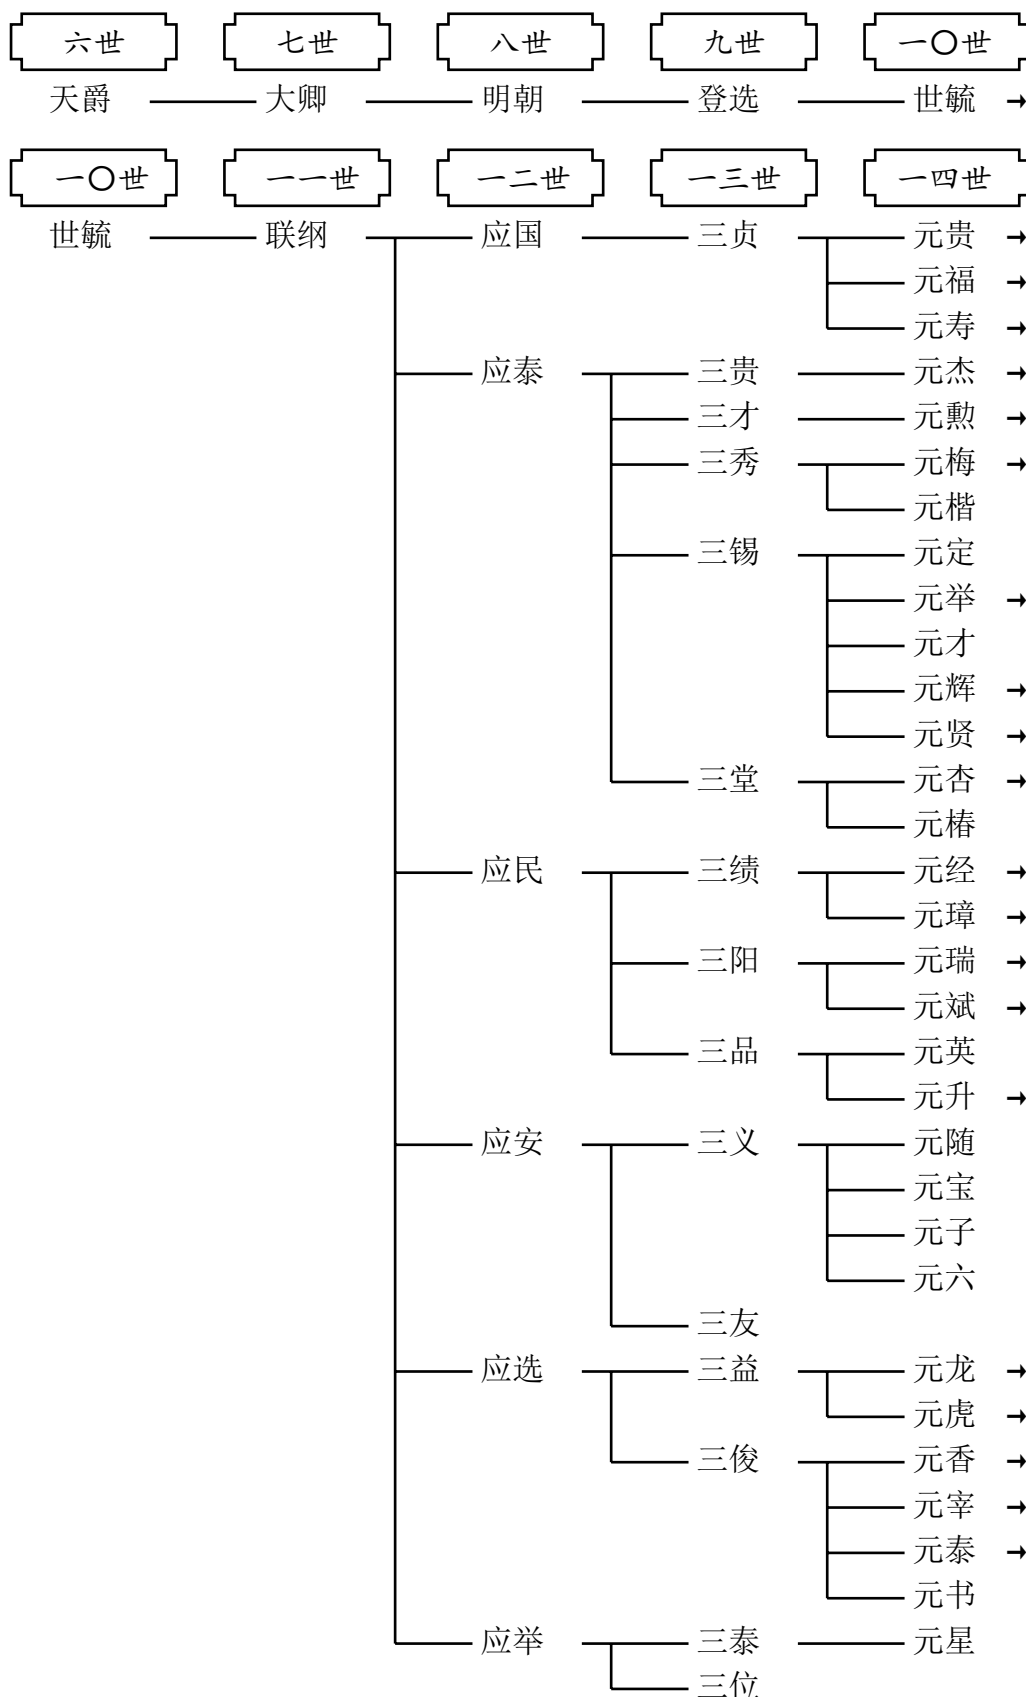 六世 七世 八世 九世 一〇世
天爵 大卿 明朝 登选 世毓 →
一〇世 一一世 一二世 一三世 一四世
世毓 联纲 应国 三贞 元贵 →
元福 →
元寿 →
应泰 三贵 元杰 →
三才 元勲 →
三秀 元梅 →
元楷
三锡 元定
元举 →
元才
元辉 →
元贤 →
三堂 元杏 →
元椿
应民 三绩 元经 →
元璋 →
三阳 元瑞 →
元斌 →
三品 元英
元升 →
应安 三义 元随
元宝
元子
元六
三友
应选 三益 元龙 →
元虎 →
三俊 元香 →
元宰 →
元泰 →
元书
应举 三泰 元星
三位